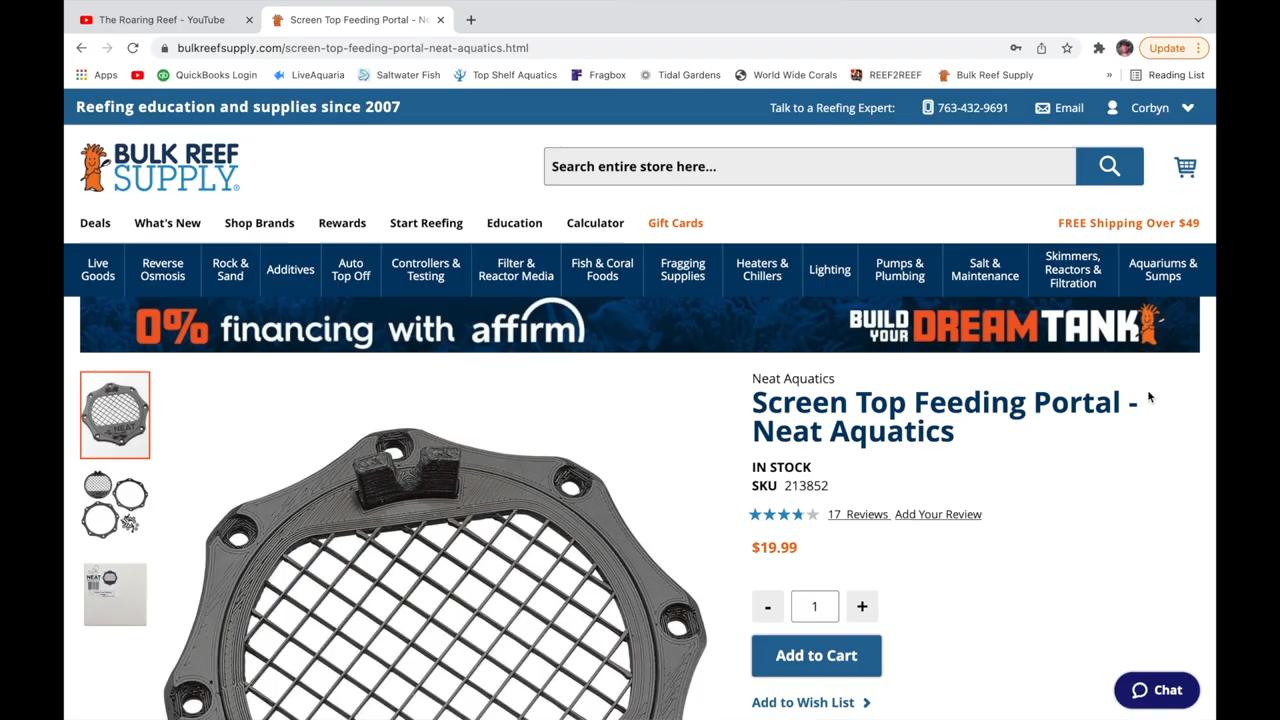 The Roaring Reef - YouTube
Screen Top Feeding Portal - Ne
bulkreefsupply.com/screen-top-feeding-portal-neat-aquatics.html
Update
Apps
QuickBooks Login
LiveAquaria
Saltwater Fish
Top Shelf Aquatics
Fragbox
Tidal Gardens
World Wide Corals
REEF2REEF
Bulk Reef Supply
»
Reading List
Reefing education and supplies since 2007
Talk to a Reefing Expert:
763-432-9691
Email
Corbyn
BULK REEF
SUPPLY®
Search entire store here...
Deals
What's New
Shop Brands
Rewards
Start Reefing
Education
Calculator
Gift Cards
FREE Shipping Over $49
Live
Goods
Reverse
Osmosis
Rock &
Sand
Additives
Auto
Top Off
Controllers &
Testing
Filter &
Reactor Media
Fish & Coral
Foods
Fragging
Supplies
Heaters &
Chillers
Lighting
Pumps &
Plumbing
Salt &
Maintenance
Skimmers,
Reactors &
Filtration
Aquariums &
Sumps
0% financing with affirm
BUILD
YOUR
DREAMTANK
Neat Aquatics
Screen Top Feeding Portal -
Neat Aquatics
IN STOCK
SKU 213852
17 Reviews Add Your Review
$19.99
- 1 +
Add to Cart
Add to Wish List
Chat
NEAT
NEAT